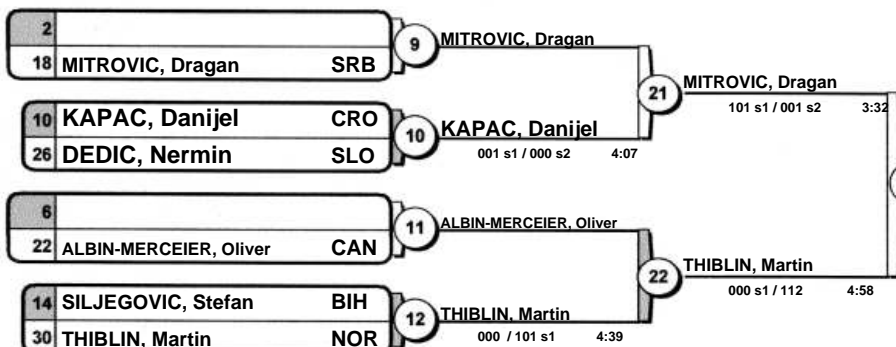 2
18 MITROVIC, Dragan SRB
9 MITROVIC, Dragan
10 KAPAC, Danijel CRO
26 DEDIC, Nermin SLO
10 KAPAC, Danijel
001 s1 / 000 s2 4:07
21 MITROVIC, Dragan
101 s1 / 001 s2 3:32
6
22 ALBIN-MERCEIER, Oliver CAN
11 ALBIN-MERCEIER, Oliver
14 SILJEGOVIC, Stefan BIH
30 THIBLIN, Martin NOR
12 THIBLIN, Martin
000 / 101 s1 4:39
22 THIBLIN, Martin
000 s1 / 112 4:58